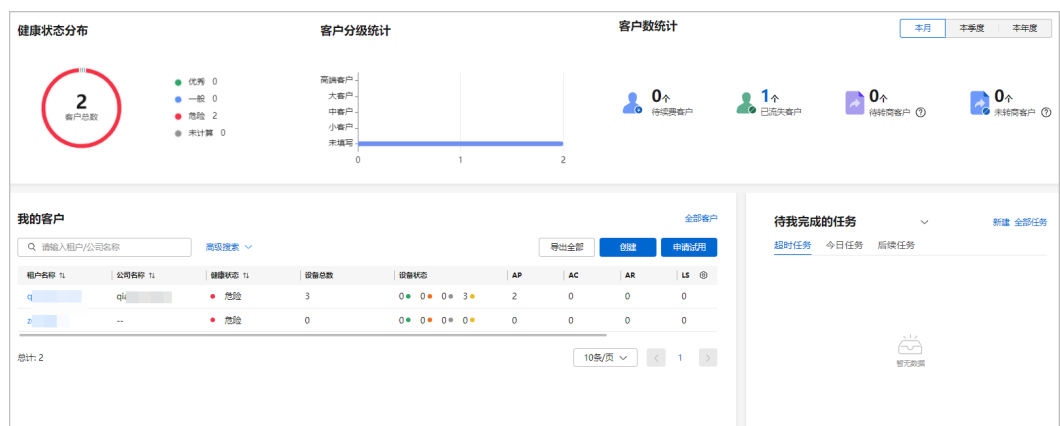 健康状态分布
2
客户总数
优秀 0
一般 0
危险 2
未计算 0
客户分级统计
高端客户
大客户
中客户
小客户
未填写
0 1 2
客户数统计
本月 本季度 本年度
0个
待续费客户
1个
已流失客户
0个
待转商客户
0个
未转商客户
我的客户 全部客户
请输入租户/公司名称 高级搜索 导出全部 创建 申请试用
租户名称 公司名称 健康状态 设备总数 设备状态 AP AC AR LS
q qia 危险 3 0 0 0 3 2 0 0 0
z -- 危险 0 0 0 0 0 0 0 0 0
总计: 2 10条/页 1
待我完成的任务 新建 全部任务
超时任务 今日任务 后续任务
暂无数据